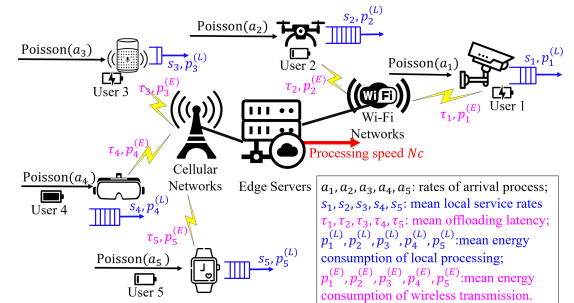 Poisson(a₂)
s₂, p₂^(L)
User 2
τ₂, p₂^(E)
Poisson(a₃)
s₃, p₃^(L)
User 3
τ₃, p₃^(E)
Poisson(a₁)
s₁, p₁^(L)
User 1
τ₁, p₁^(E)
WiFi
Wi-Fi
Networks
Processing speed Nc
Edge Servers
Cellular
Networks
τ₄, p₄^(E)
Poisson(a₄)
User 4
s₄, p₄^(L)
τ₅, p₅^(E)
Poisson(a₅)
User 5
s₅, p₅^(L)
a₁, a₂, a₃, a₄, a₅: rates of arrival process;
s₁, s₂, s₃, s₄, s₅: mean local service rates
τ₁, τ₂, τ₃, τ₄, τ₅: mean offloading latency;
p₁^(L), p₂^(L), p₃^(L), p₄^(L), p₅^(L):mean energy
consumption of local processing;
p₁^(E), p₂^(E), p₃^(E), p₄^(E), p₅^(E):mean energy
consumption of wireless transmission.